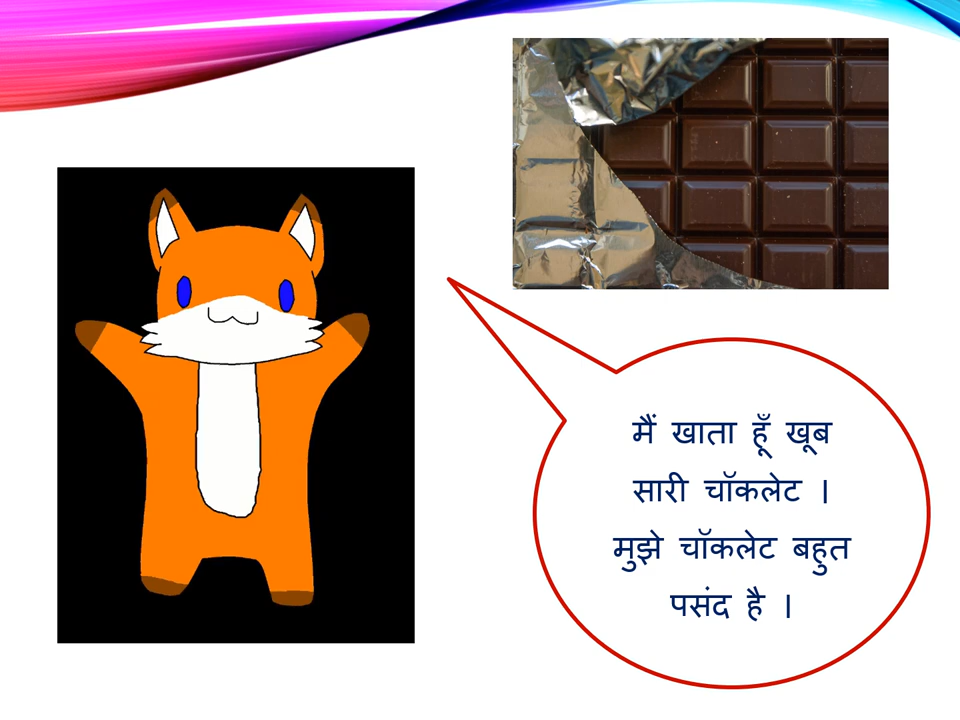 मैं खाता हूँ खूब
सारी चॉकलेट ।
मुझे चॉकलेट बहुत
पसंद है ।